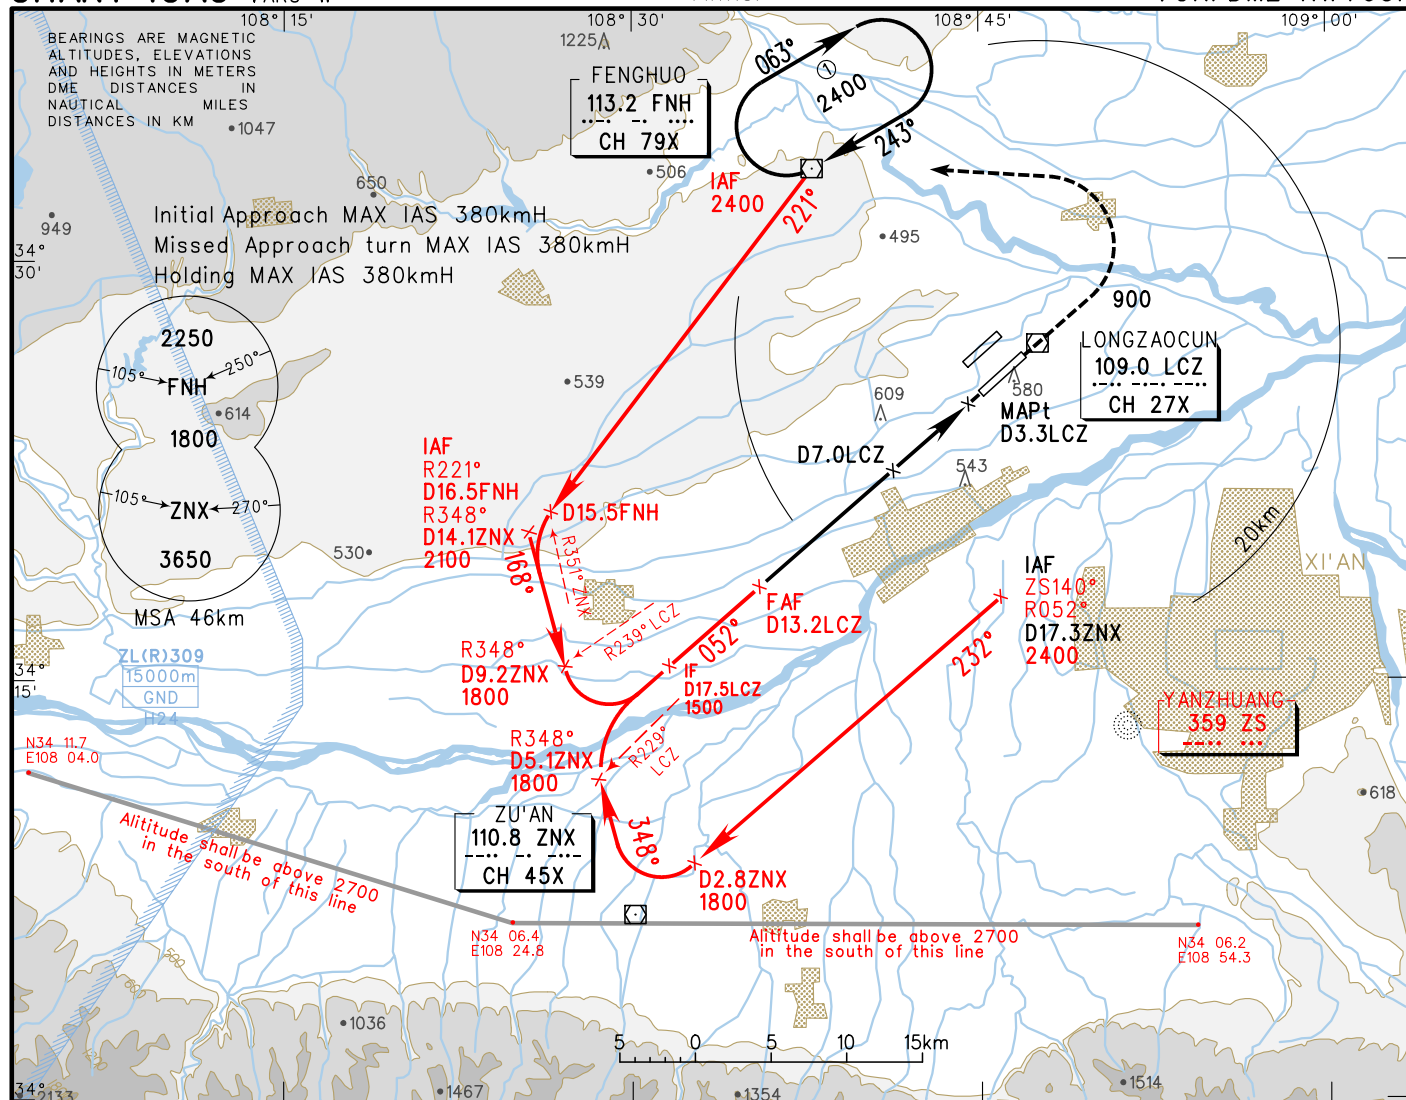 108°15'
108°30'
108°45'
109°00'
BEARINGS ARE MAGNETIC
ALTITUDES, ELEVATIONS
AND HEIGHTS IN METERS
DME DISTANCES IN
NAUTICAL MILES
DISTANCES IN KM
1225
FENGHUO
113.2 FNH
CH 79X
063°
1
2400
243°
1047
506
650
949
IAF
2400
221°
495
Initial Approach MAX IAS 380kmH
Missed Approach turn MAX IAS 380kmH
Holding MAX IAS 380kmH
34°
30'
900
2250
105°
FNH
250°
614
1800
105°
ZNX
270°
3650
MSA 46km
LONGZAOCUN
109.0 LCZ
CH 27X
539
609
580
MAPt
D3.3LCZ
D7.0LCZ
543
IAF
R221°
D16.5FNH
R348°
D14.1ZNX
2100
D15.5FNH
530
R351° ZNX
168°
20km
XI'AN
IAF
ZS140°
R052°
D17.3ZNX
2400
FAF
D13.2LCZ
R239° LCZ
052°
232°
R348°
D9.2ZNX
1800
IF
D17.5LCZ
1500
34°
15'
ZL(R)309
15000m
GND
H24
YANZHUANG
359 ZS
R348°
D5.1ZNX
1800
R229°
LCZ
N34 11.7
E108 04.0
618
Alititude shall be above 2700
in the south of this line
ZU'AN
110.8 ZNX
CH 45X
348°
D2.8ZNX
1800
N34 06.4
E108 24.8
Alititude shall be above 2700
in the south of this line
N34 06.2
E108 54.3
500
600
1036
5 0 5 10 15km
34°
2133
1467
1354
1514